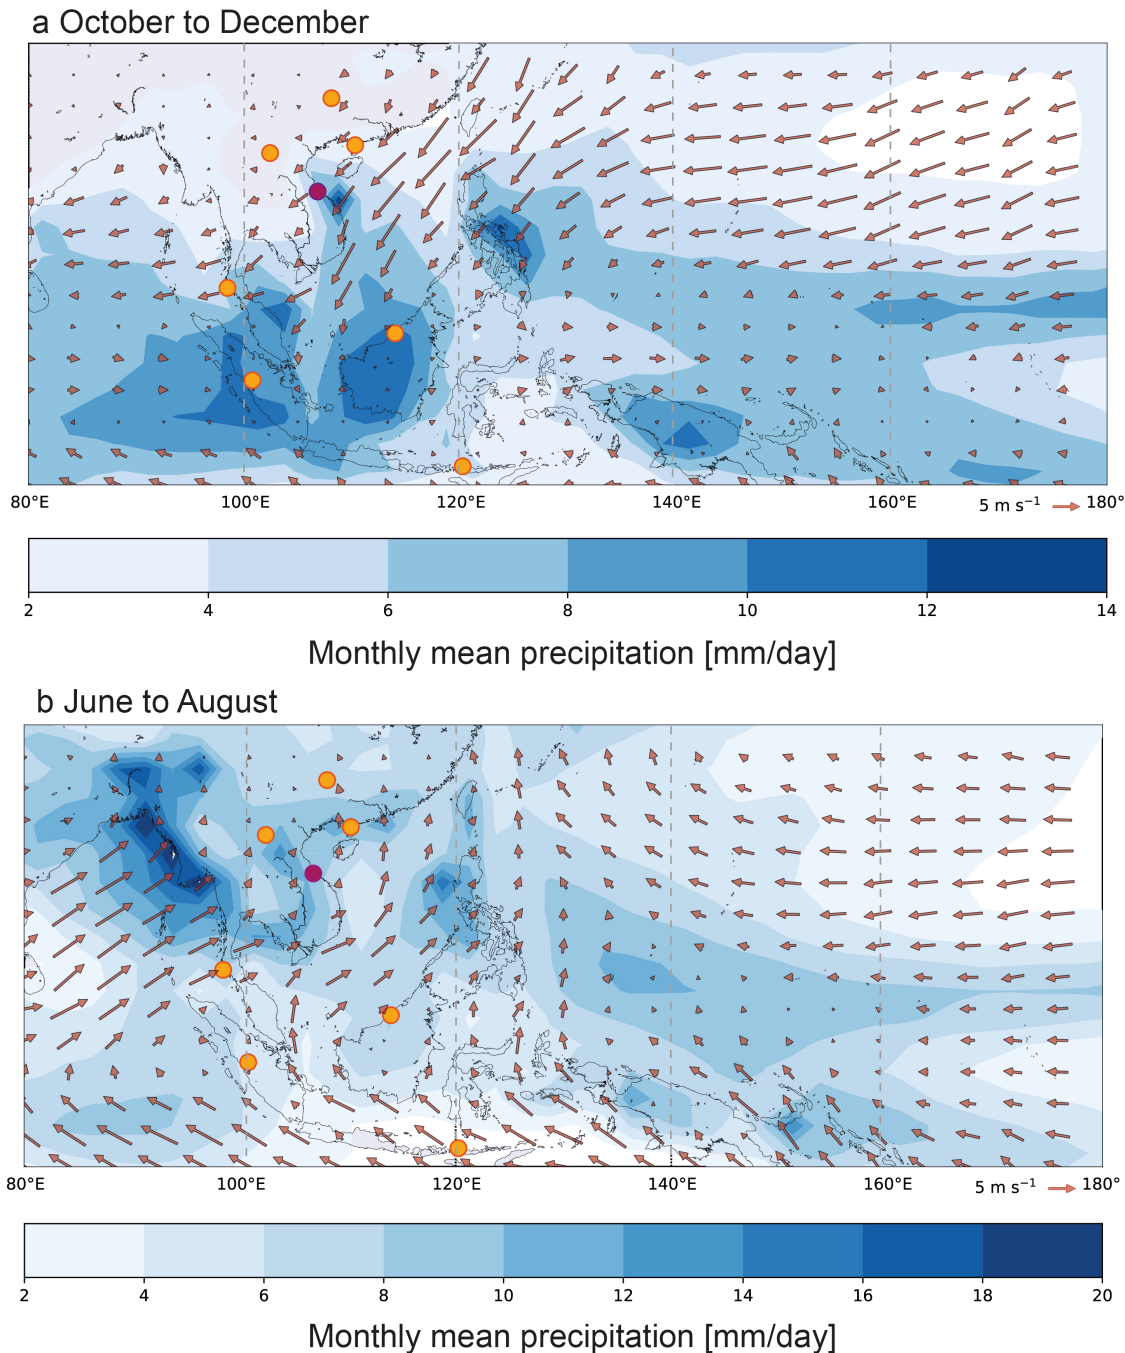 a October to December
80°E 100°E 120°E 140°E 160°E 5 m s⁻¹ 180°
2 4 6 8 10 12 14
Monthly mean precipitation [mm/day]
b June to August
80°E 100°E 120°E 140°E 160°E 5 m s⁻¹ 180°
2 4 6 8 10 12 14 16 18 20
Monthly mean precipitation [mm/day]